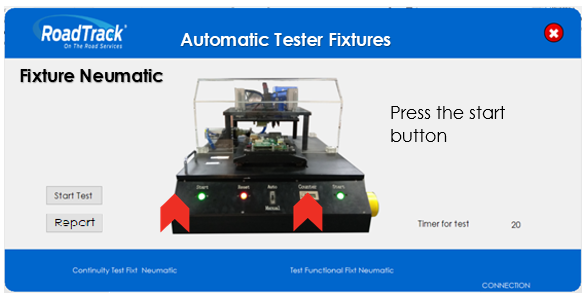 RoadTrack®
On The Road Services
Automatic Tester Fixtures
Fixture Neumatic
Press the start
button
Start Reset Auto Counter Down
Manual
Start Test
Report
Timer for test 20
Continuity Test Fixt Neumatic
Test Functional Fixt Neumatic
CONNECTION